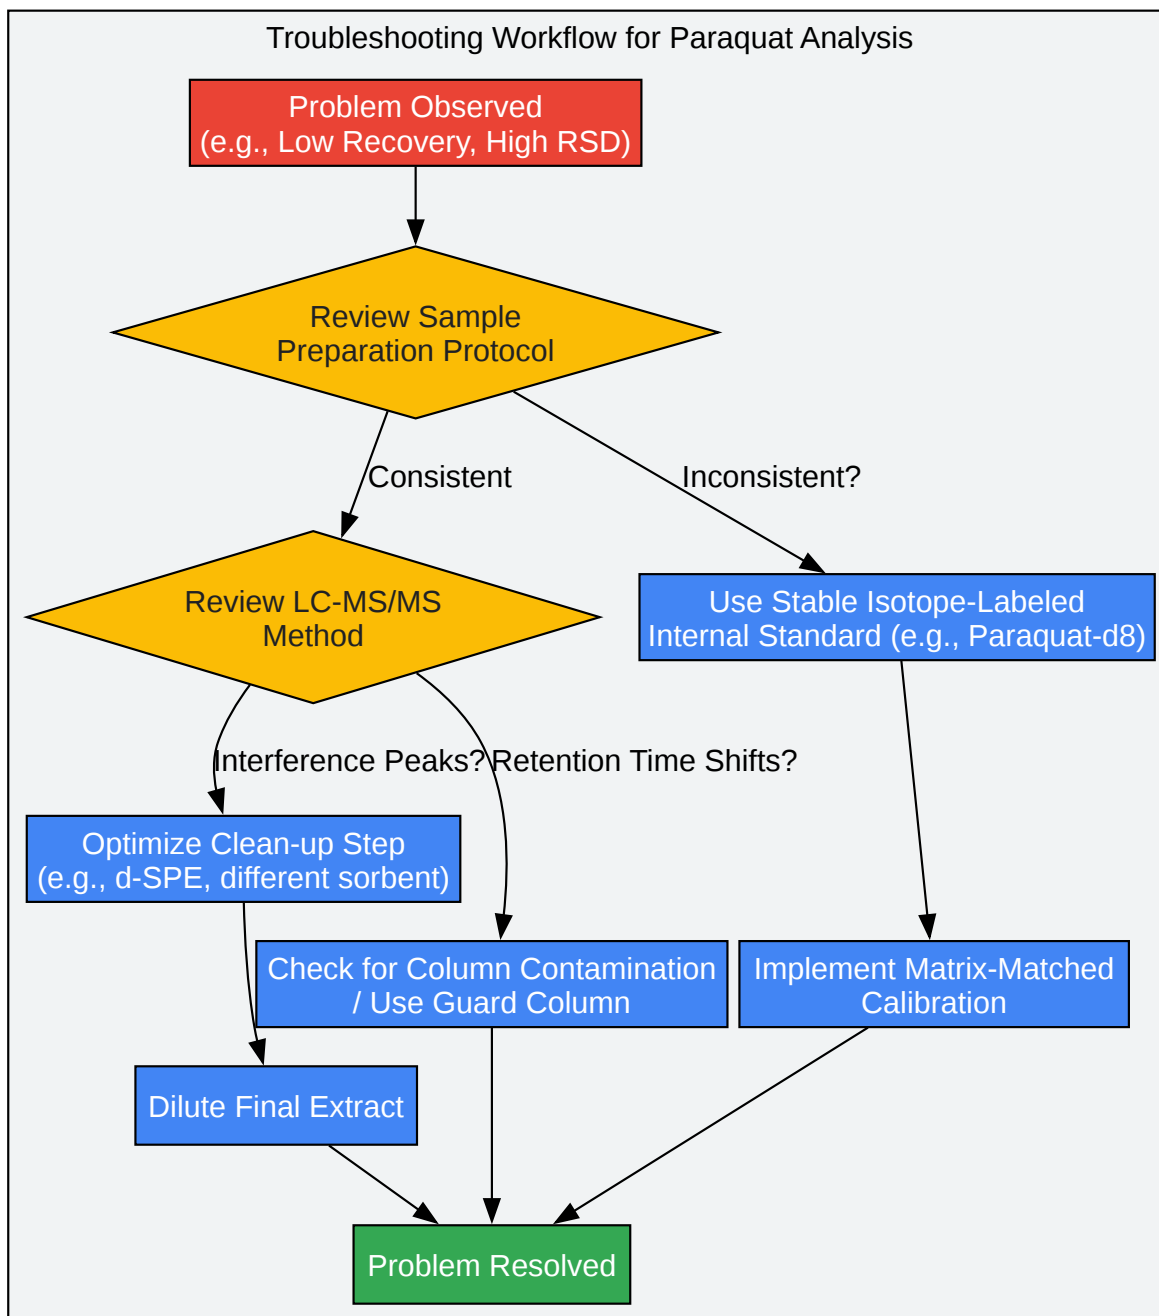 Troubleshooting Workflow for Paraquat Analysis
Problem Observed
(e.g., Low Recovery, High RSD)
Review Sample
Preparation Protocol
Consistent
Inconsistent?
Review LC-MS/MS
Method
Use Stable Isotope-Labeled
Internal Standard (e.g., Paraquat-d8)
Interference Peaks?
Retention Time Shifts?
Optimize Clean-up Step
(e.g., d-SPE, different sorbent)
Check for Column Contamination
/ Use Guard Column
Implement Matrix-Matched
Calibration
Dilute Final Extract
Problem Resolved